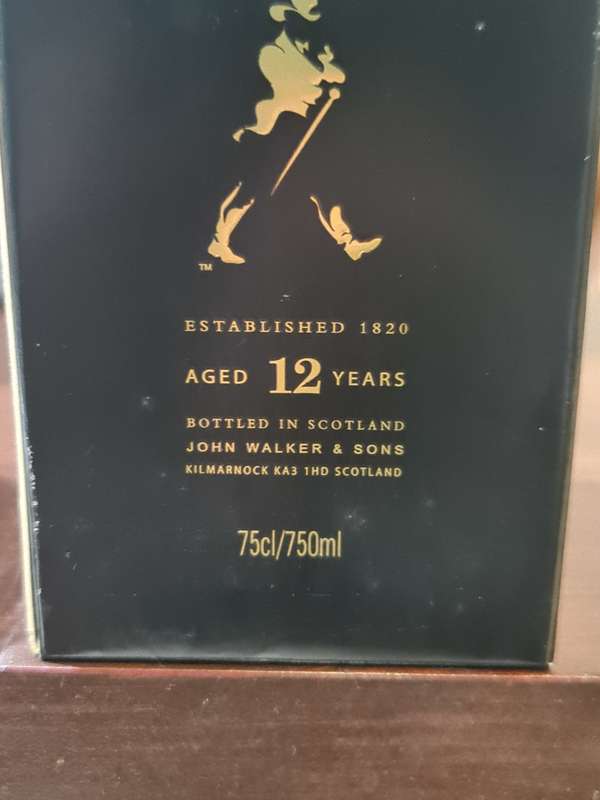 TM
ESTABLISHED 1820
AGED 12 YEARS
BOTTLED IN SCOTLAND
JOHN WALKER & SONS
KILMARNOCK KA3 1HD SCOTLAND
75cl/750ml